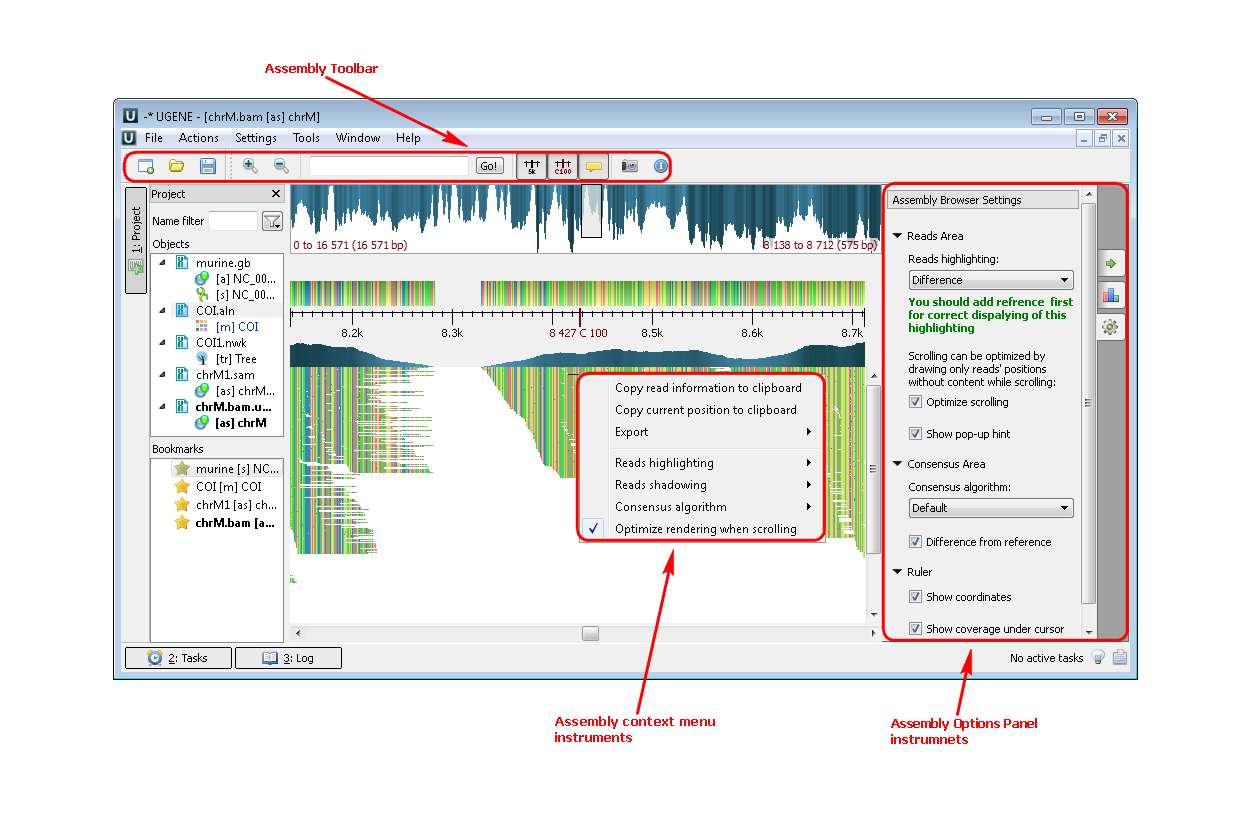 Assembly Toolbar
U -* UGENE - [chrM.bam [as] chrM]
U File Actions Settings Tools Window Help
Go! 5k C100
1: Project
Project
Name filter
Objects
murine.gb
[a] NC_00...
[s] NC_00...
COI.aln
[m] COI
COI1.nwk
[tr] Tree
chrM1.sam
[as] chrM...
chrM.bam.u...
[as] chrM
Bookmarks
murine [s] NC...
COI [m] COI
chrM1 [as] ch...
chrM.bam [a...
0 to 16 571 (16 571 bp) 8 138 to 8 712 (575 bp)
8.2k 8.3k 8 427 C 100 8.5k 8.6k 8.7k
Copy read information to clipboard
Copy current position to clipboard
Export
Reads highlighting
Reads shadowing
Consensus algorithm
Optimize rendering when scrolling
Assembly Browser Settings
Reads Area
Reads highlighting:
Difference
You should add refrence first
for correct dispalying of this
highlighting
Scrolling can be optimized by
drawing only reads' positions
without content while scrolling:
Optimize scrolling
Show pop-up hint
Consensus Area
Consensus algorithm:
Default
Difference from reference
Ruler
Show coordinates
Show coverage under cursor
2: Tasks 3: Log No active tasks
Assembly context menu
instruments
Assembly Options Panel
instrumnets